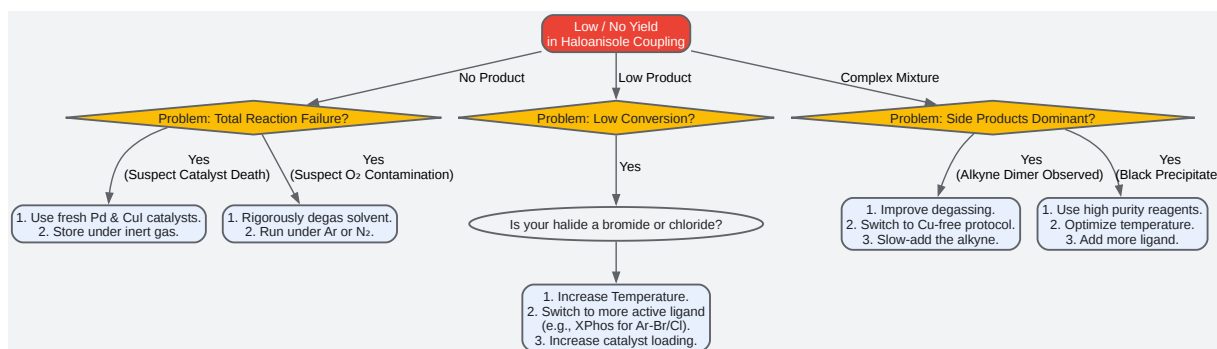 Low / No Yield
in Haloanisole Coupling
No Product
Low Product
Complex Mixture
Problem: Total Reaction Failure?
Problem: Low Conversion?
Problem: Side Products Dominant?
Yes
(Suspect Catalyst Death)
Yes
(Suspect O₂ Contamination)
Yes
Yes
(Alkyne Dimer Observed)
Yes
(Black Precipitate
1. Use fresh Pd & CuI catalysts.
2. Store under inert gas.
1. Rigorously degas solvent.
2. Run under Ar or N₂.
Is your halide a bromide or chloride?
1. Improve degassing.
2. Switch to Cu-free protocol.
3. Slow-add the alkyne.
1. Use high purity reagents.
2. Optimize temperature.
3. Add more ligand.
1. Increase Temperature.
2. Switch to more active ligand
(e.g., XPhos for Ar-Br/Cl).
3. Increase catalyst loading.